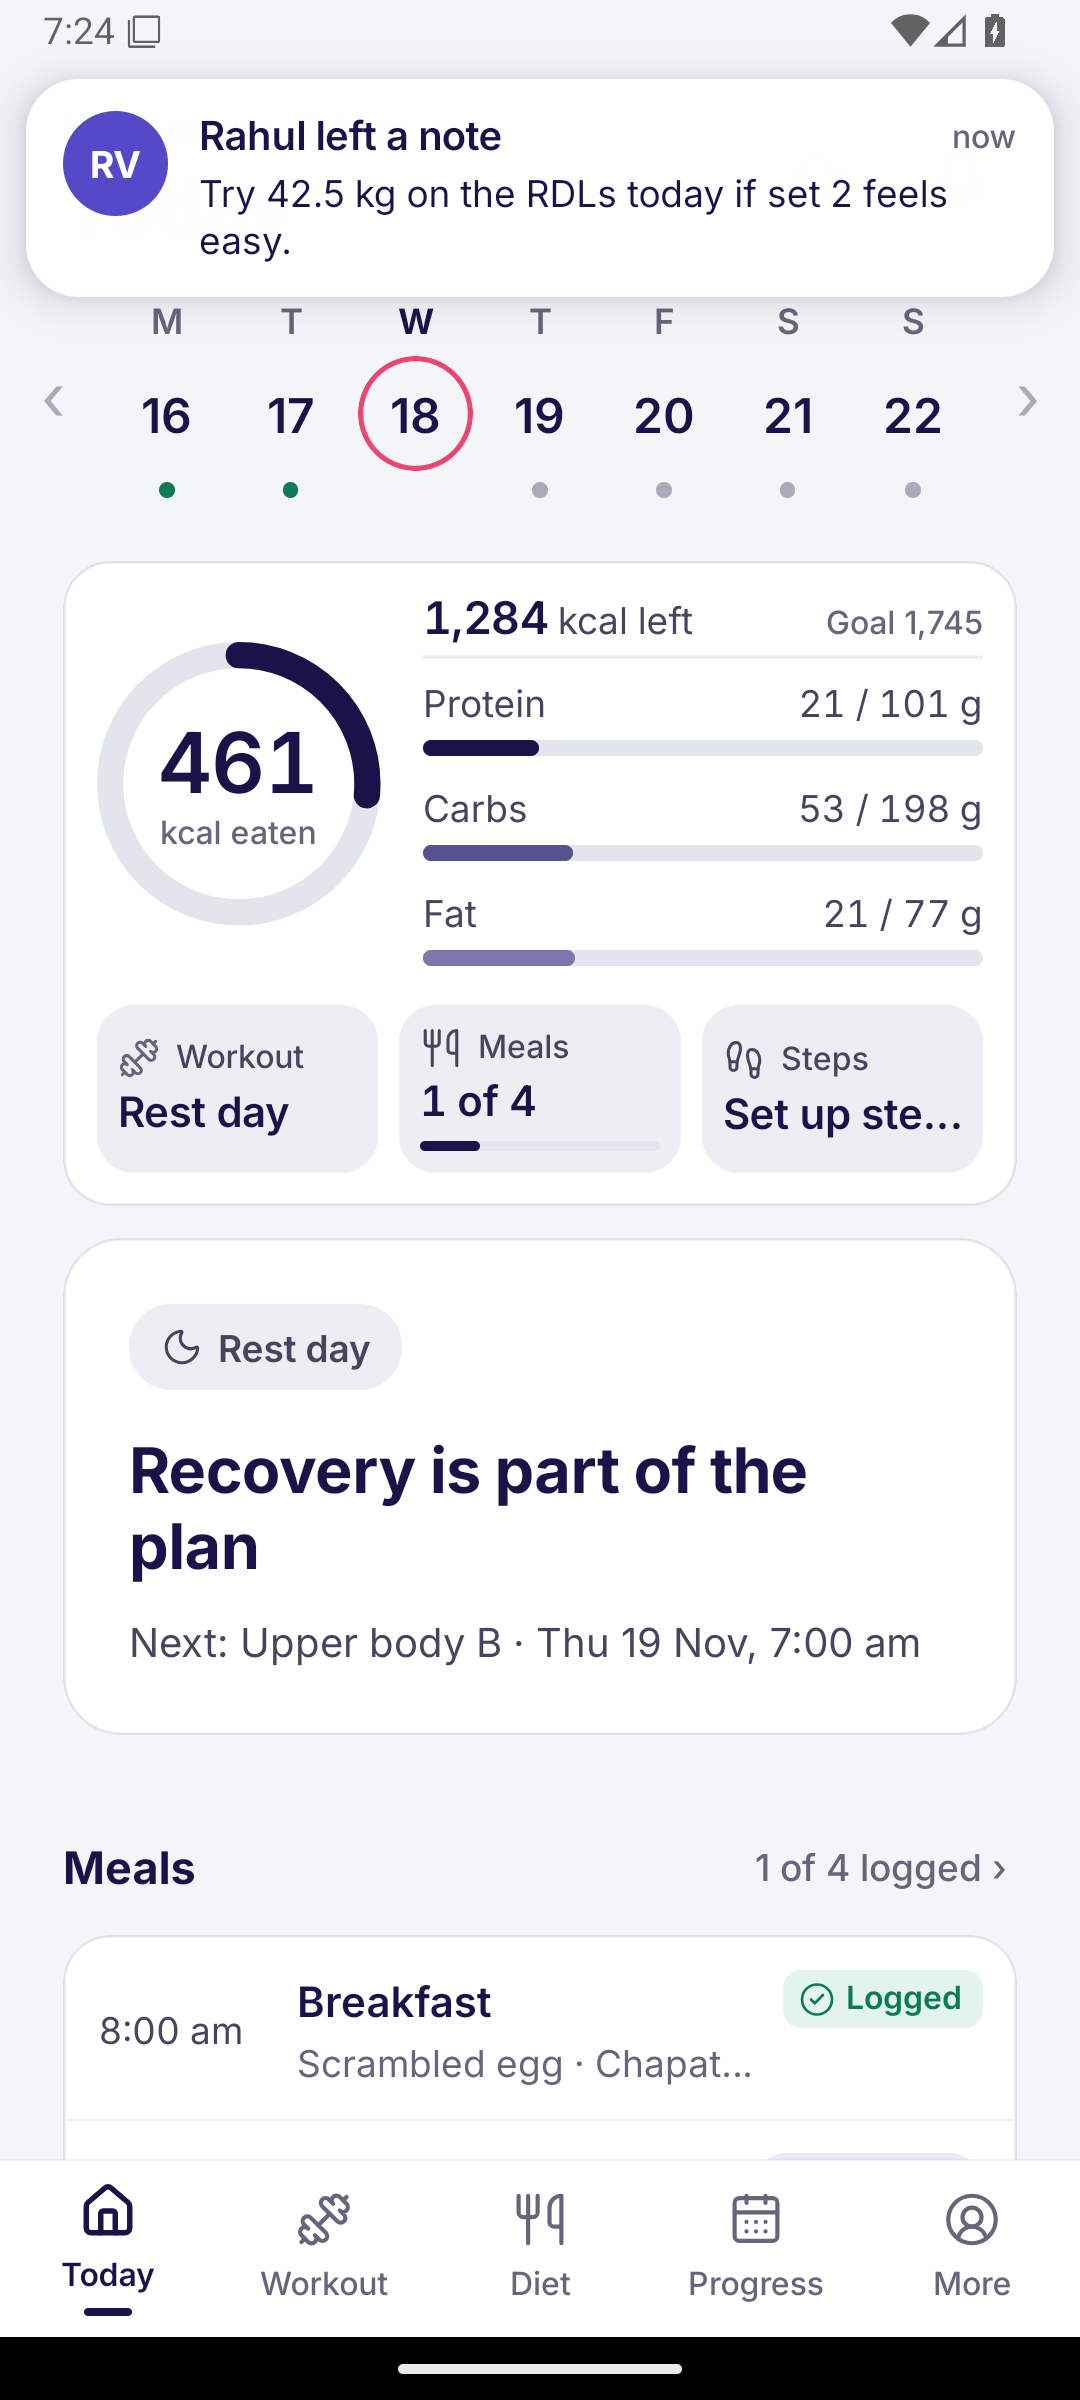 7:24
RV
Rahul left a note
now
Try 42.5 kg on the RDLs today if set 2 feels
easy.
M T W T F S S
‹ 16 17 18 19 20 21 22 ›
1,284 kcal left Goal 1,745
461
kcal eaten
Protein 21 / 101 g
Carbs 53 / 198 g
Fat 21 / 77 g
Workout
Rest day
Meals
1 of 4
Steps
Set up ste...
Rest day
Recovery is part of the
plan
Next: Upper body B · Thu 19 Nov, 7:00 am
Meals 1 of 4 logged ›
8:00 am
Breakfast
Logged
Scrambled egg · Chapat...
Today Workout Diet Progress More